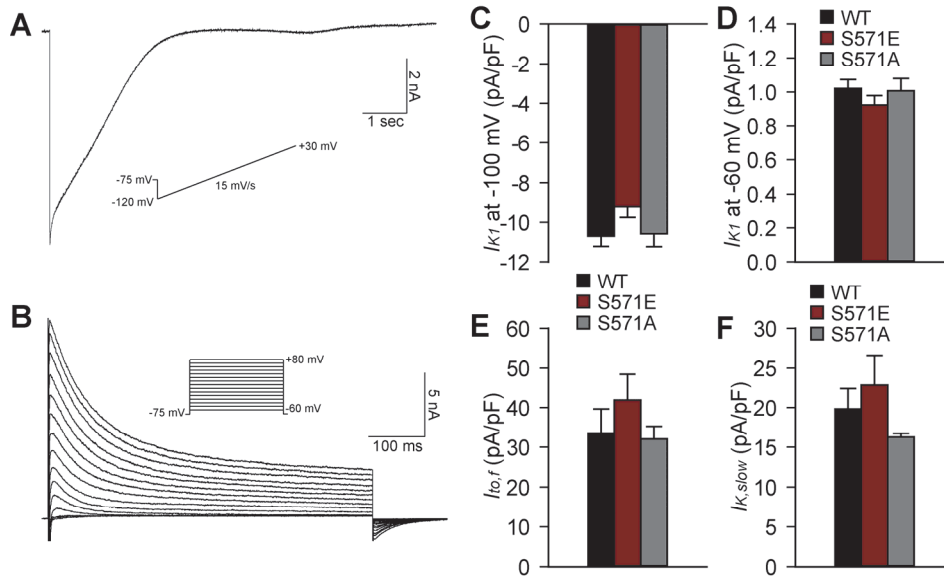 A
2 nA
1 sec
+30 mV
-75 mV
15 mV/s
-120 mV
B
+80 mV
-75 mV
-60 mV
5 nA
100 ms
C
IK1 at -100 mV (pA/pF)
0
-2
-4
-6
-8
-10
-12
WT
S571E
S571A
D
IK1 at -60 mV (pA/pF)
1.4
1.2
1.0
0.8
0.6
0.4
0.2
0.0
WT
S571E
S571A
E
Ito,f (pA/pF)
60
50
40
30
20
10
0
F
IK,slow (pA/pF)
30
25
20
15
10
5
0
WT
S571E
S571A